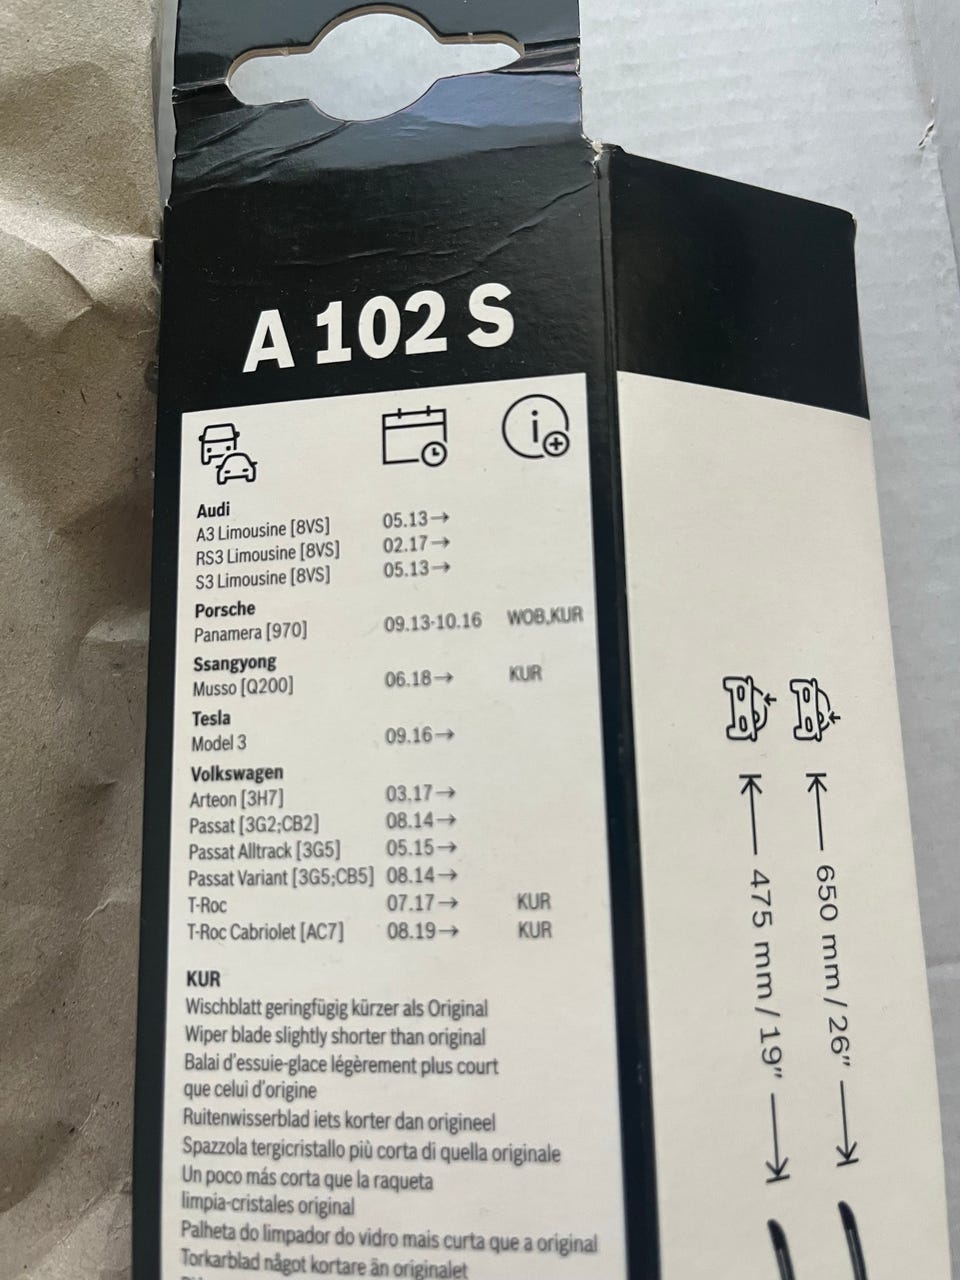 A 102 S
Audi
A3 Limousine [8VS] 05.13→
RS3 Limousine [8VS] 02.17→
S3 Limousine [8VS] 05.13→
Porsche
Panamera [970] 09.13-10.16 WOB,KUR
Ssangyong
Musso [Q200] 06.18→ KUR
Tesla
Model 3 09.16→
Volkswagen
Arteon [3H7] 03.17→
Passat [3G2;CB2] 08.14→
Passat Alltrack [3G5] 05.15→
Passat Variant [3G5;CB5] 08.14→
T-Roc 07.17→ KUR
T-Roc Cabriolet [AC7] 08.19→ KUR
KUR
Wischblatt geringfügig kürzer als Original
Wiper blade slightly shorter than original
Balai d'essuie-glace légèrement plus court
que celui d'origine
Ruitenwisserblad iets korter dan origineel
Spazzola tergicristallo più corta di quella originale
Un poco más corta que la raqueta
limpia-cristales original
Palheta do limpador do vidro mais curta que a original
Torkarblad något kortare än originalet
650 mm / 26"
475 mm / 19"